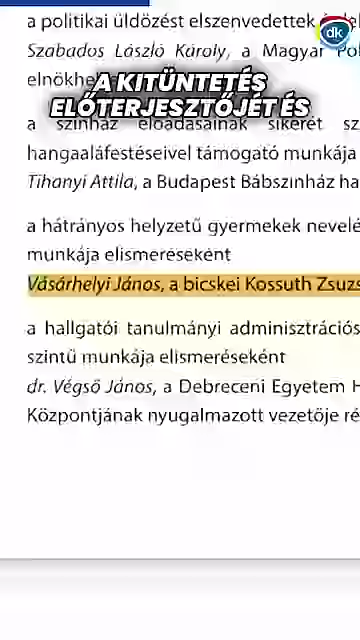 a politikai üldözést elszenvedettek
dk
Szabados László Károly, a Magyar
elnökhe
A KITÜNTETÉS
ELŐTERJESZTŐJÉT ÉS
a színház előadásainak sikerét
hangaláfestéseivel támogató munkája
Tihanyi Attila, a Budapest Bábszínház ha
a hátrányos helyzetű gyermekek nevelé
munkája elismeréseként
Vásárhelyi János, a bicskei Kossuth Zsuzs
a hallgatói tanulmányi adminisztrációs
szintű munkája elismeréseként
dr. Végső János, a Debreceni Egyetem H
Központjának nyugalmazott vezetője ré